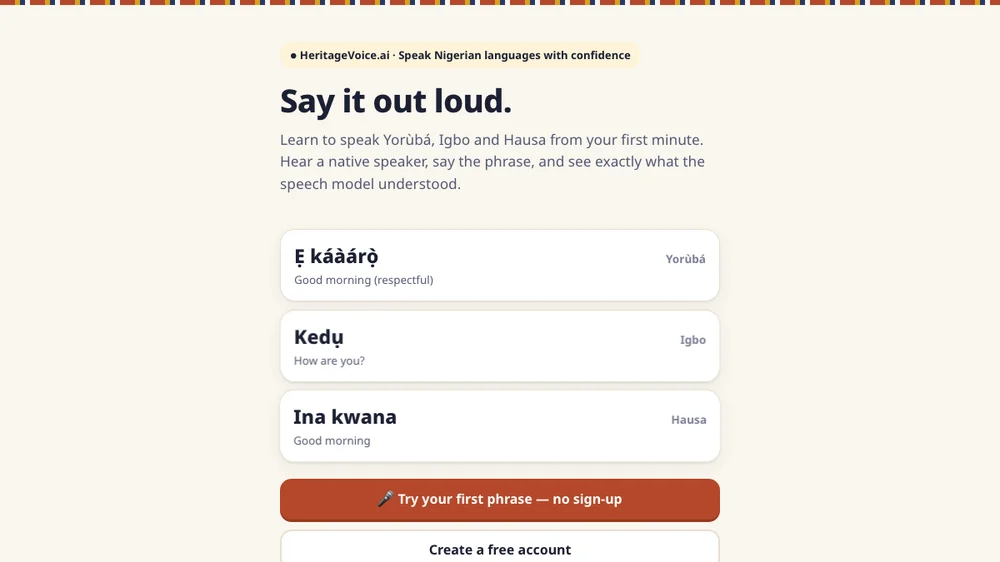 ● HeritageVoice.ai · Speak Nigerian languages with confidence
Say it out loud.
Learn to speak Yorùbá, Igbo and Hausa from your first minute.
Hear a native speaker, say the phrase, and see exactly what the
speech model understood.
Ẹ káàárọ̀
Yorùbá
Good morning (respectful)
Kedụ
Igbo
How are you?
Ina kwana
Hausa
Good morning
🎤 Try your first phrase — no sign-up
Create a free account